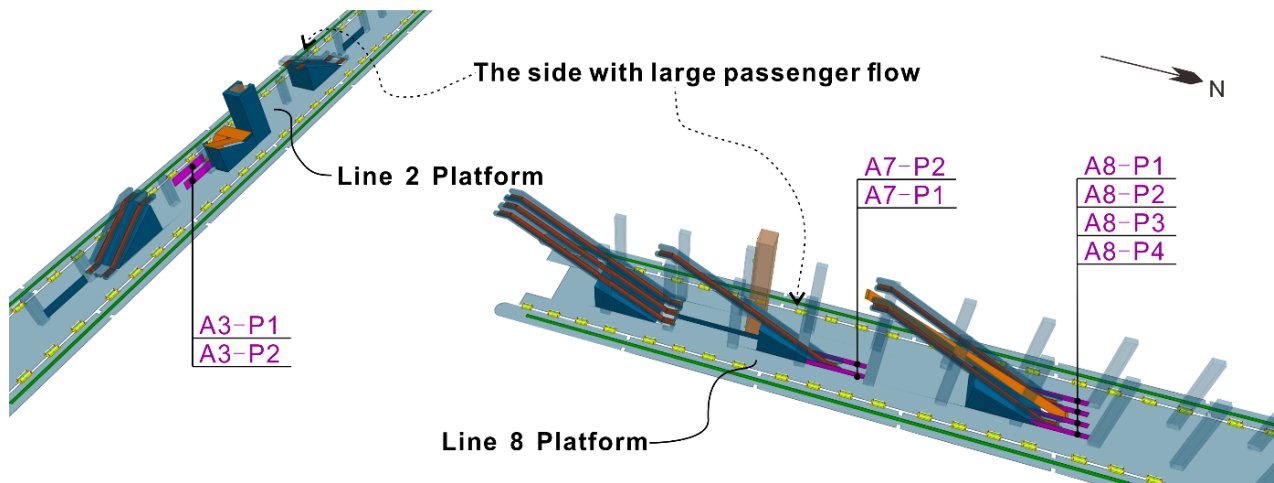 The side with large passenger flow
N
Line 2 Platform
A7-P2
A7-P1
A8-P1
A8-P2
A8-P3
A8-P4
A3-P1
A3-P2
Line 8 Platform